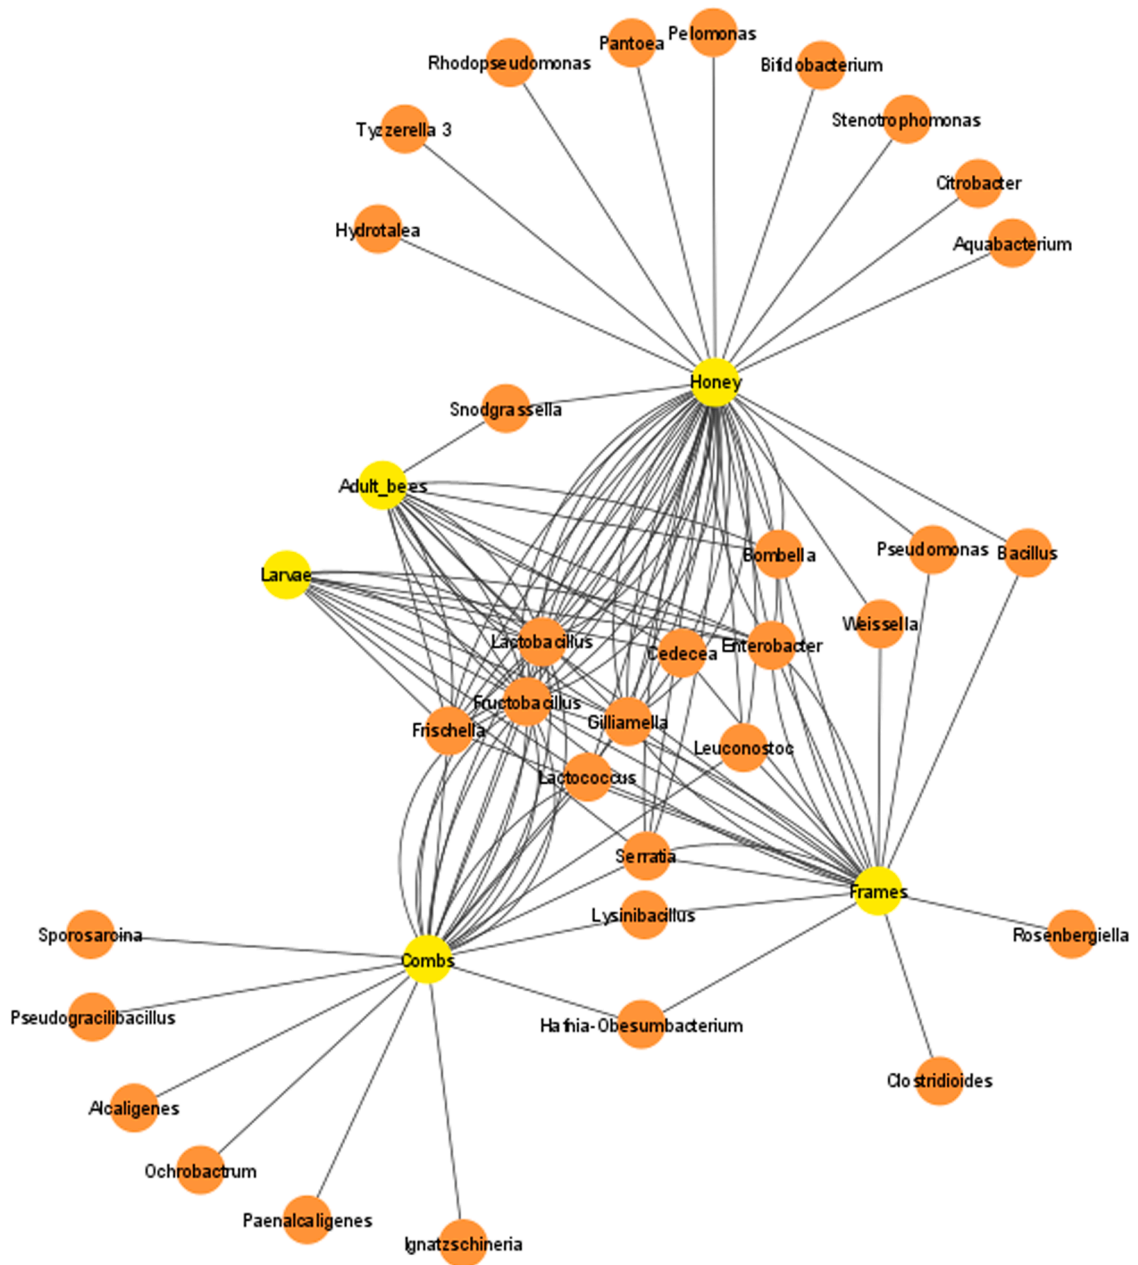 Pelomonas
Pantoea
Rhodopseudomonas
Bifidobacterium
Stenotrophomonas
Tyzzerella 3
Citrobacter
Hydrotalea
Aquabacterium
Honey
Snodgrassella
Adult_bees
Pseudomonas
Bacillus
Bombella
Larvae
Weissella
Lactobacillus
Enterobacter
Cedecea
Fructobacillus
Gilliamella
Frischella
Leuconostoc
Lactococcus
Serratia
Frames
Lysinibacillus
Sporosarcina
Rosenbergiella
Combs
Pseudogracilibacillus
Hafnia-Obesumbacterium
Clostridioides
Alcaligenes
Ochrobactrum
Paenalcaligenes
Ignatzschineria